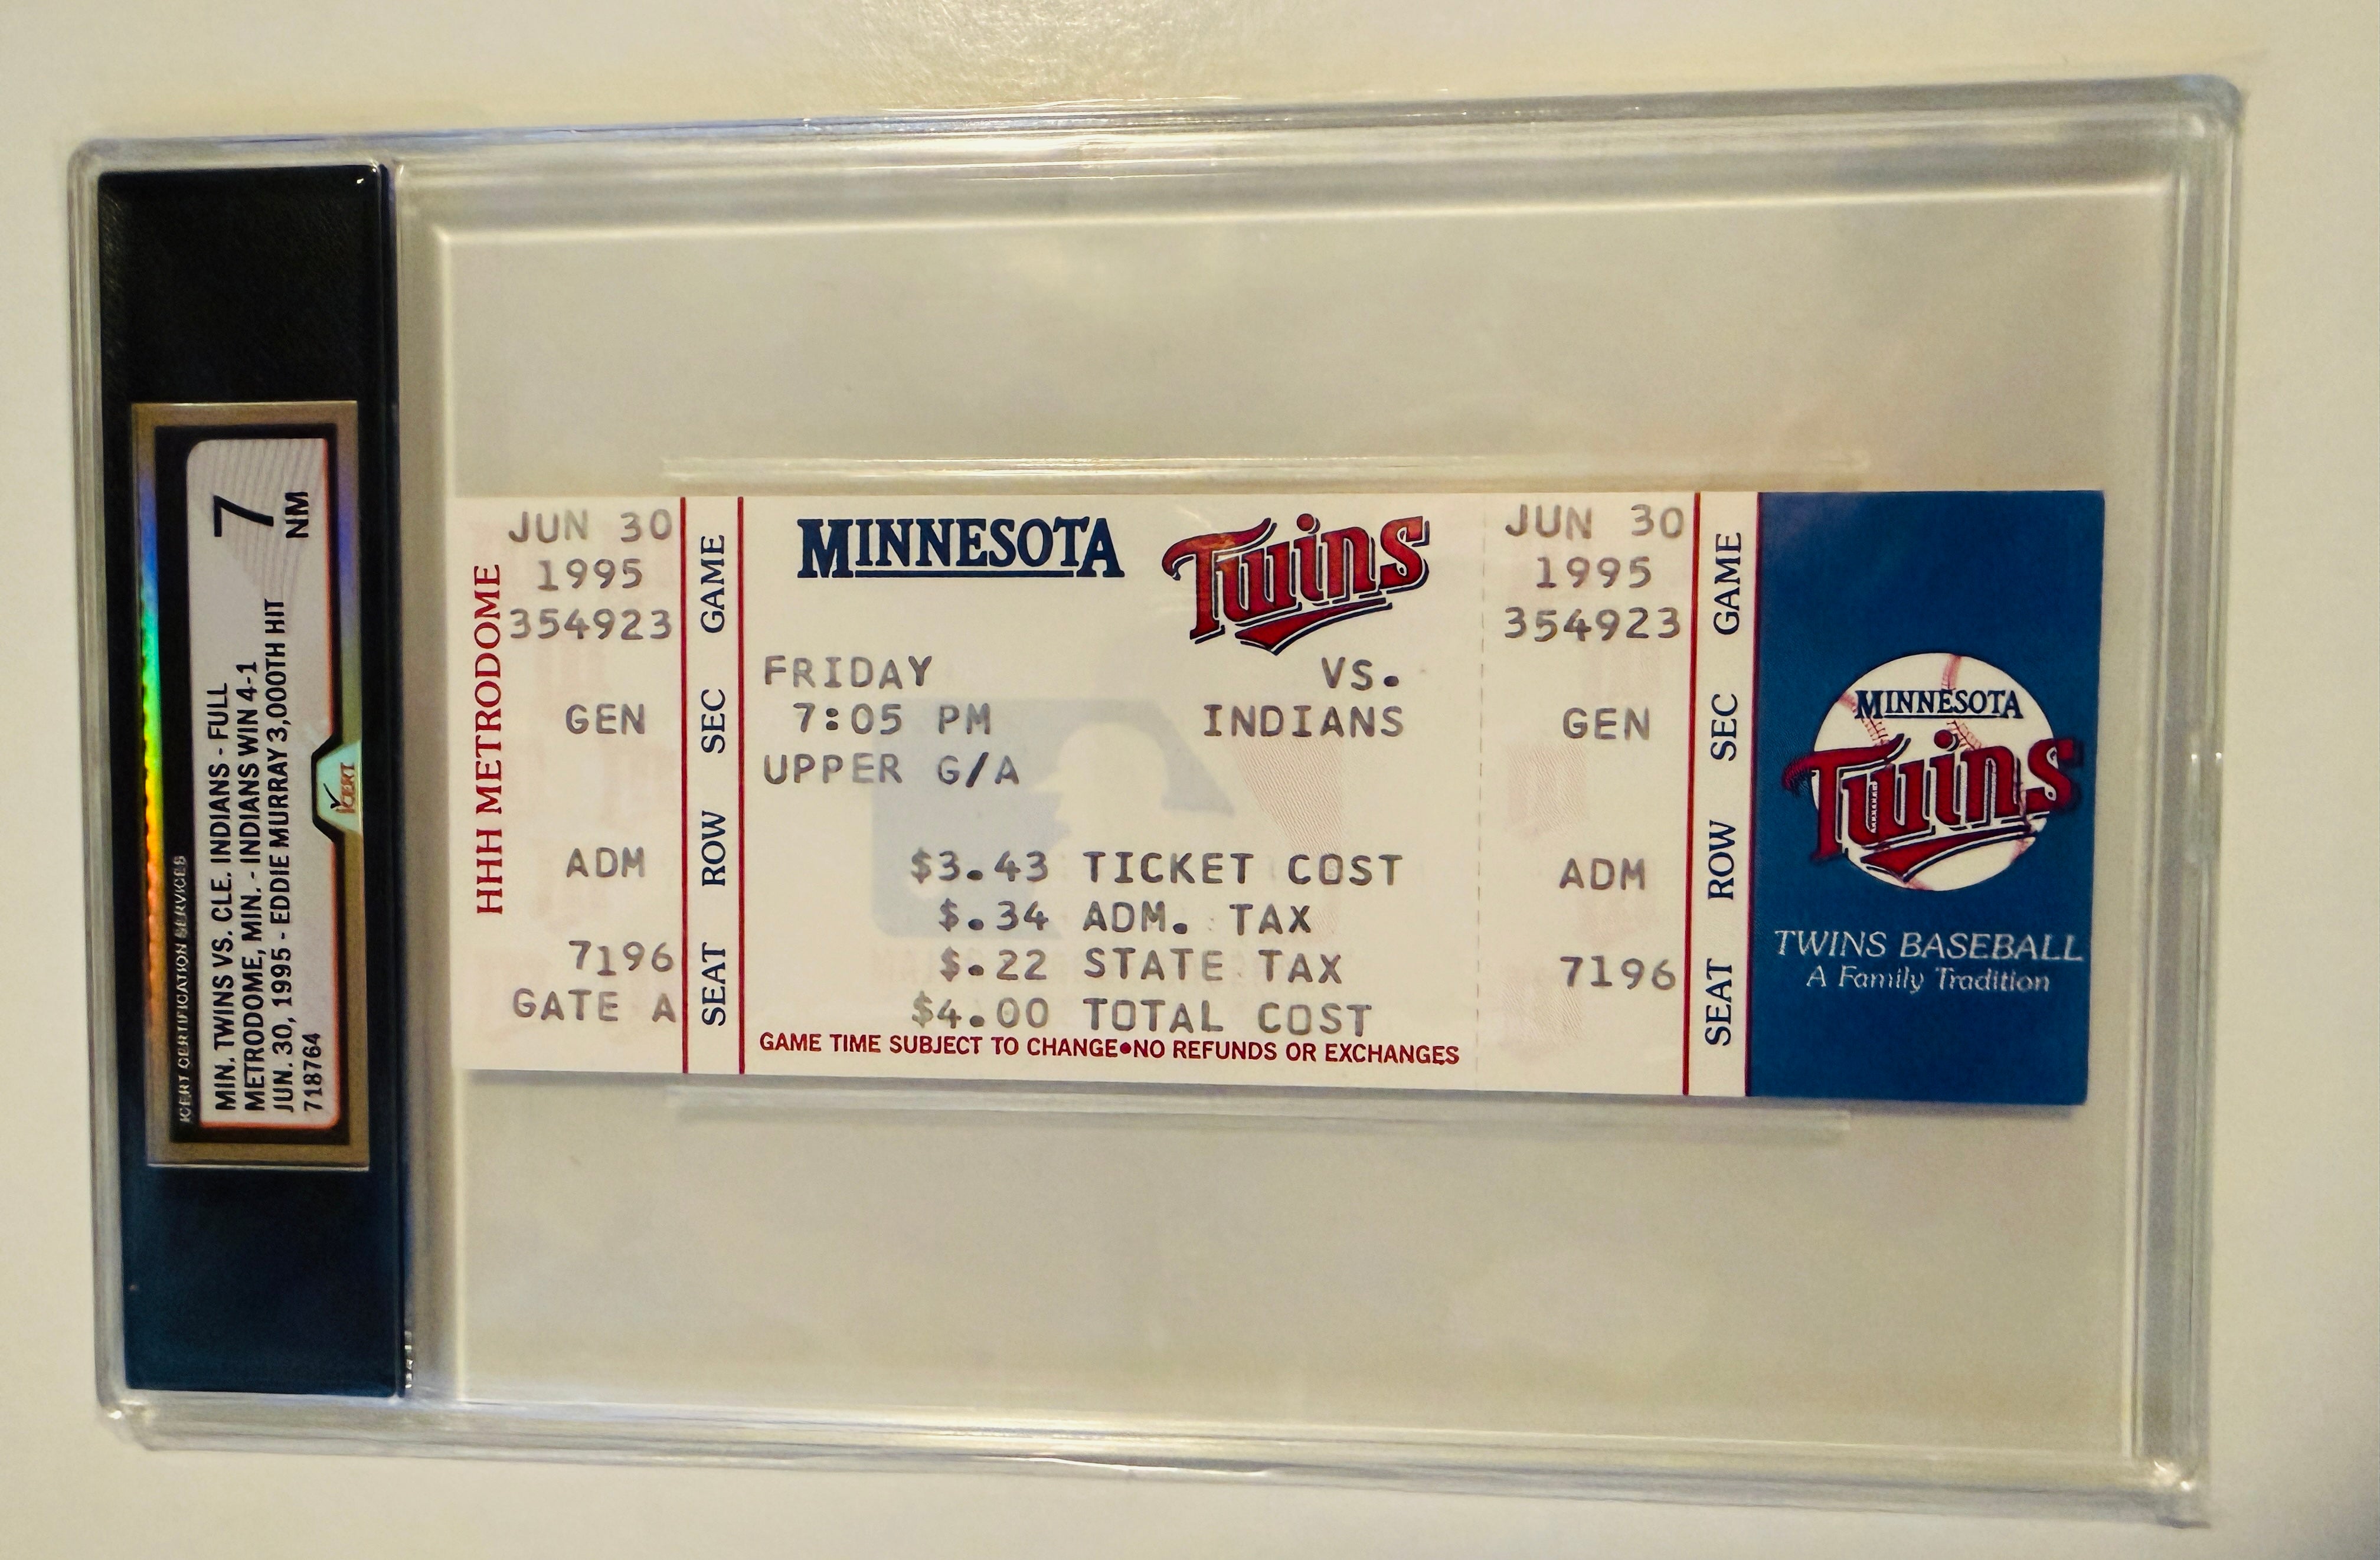 ICERT CERTIFICATION SERVICES
MIN. TWINS VS. CLE. INDIANS - FULL
METRODOME, MIN. - INDIANS WIN 4-1
JUN. 30, 1995 - EDDIE MURRAY 3,000TH HIT
718764
7
NM
ICERT
HHH METRODOME
JUN 30
1995
354923
GEN
ADM
7196
GATE A
GAME
SEC
ROW
SEAT
MINNESOTA Twins
FRIDAY VS.
7:05 PM INDIANS
UPPER G/A
$3.43 TICKET COST
$.34 ADM. TAX
$.22 STATE TAX
$4.00 TOTAL COST
GAME TIME SUBJECT TO CHANGE•NO REFUNDS OR EXCHANGES
JUN 30
1995
354923
GEN
ADM
7196
GAME
SEC
ROW
SEAT
MINNESOTA
Twins
TWINS BASEBALL
A Family Tradition